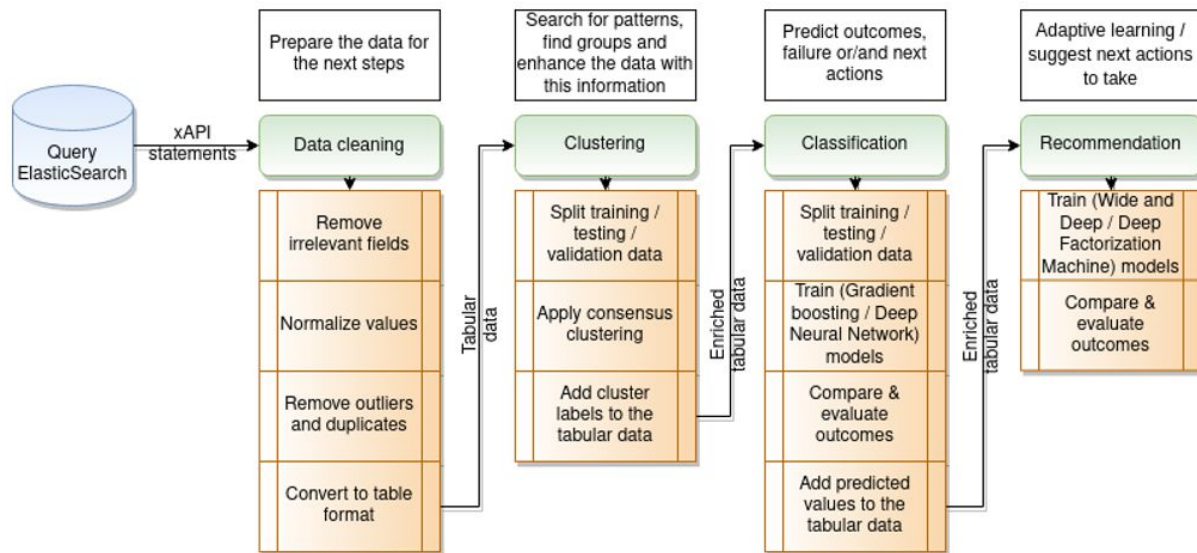 Prepare the data for
the next steps
Search for patterns,
find groups and
enhance the data with
this information
Predict outcomes,
failure or/and next
actions
Adaptive learning /
suggest next actions
to take
Query
ElasticSearch
xAPI
statements
Data cleaning
Remove
irrelevant fields
Normalize values
Remove outliers
and duplicates
Convert to table
format
Tabular
data
Clustering
Split training /
testing /
validation data
Apply consensus
clustering
Add cluster
labels to the
tabular data
Enriched
tabular data
Classification
Split training /
testing /
validation data
Train (Gradient
boosting / Deep
Neural Network)
models
Compare &
evaluate
outcomes
Add predicted
values to the
tabular data
Enriched
tabular data
Recommendation
Train (Wide and
Deep / Deep
Factorization
Machine) models
Compare &
evaluate
outcomes